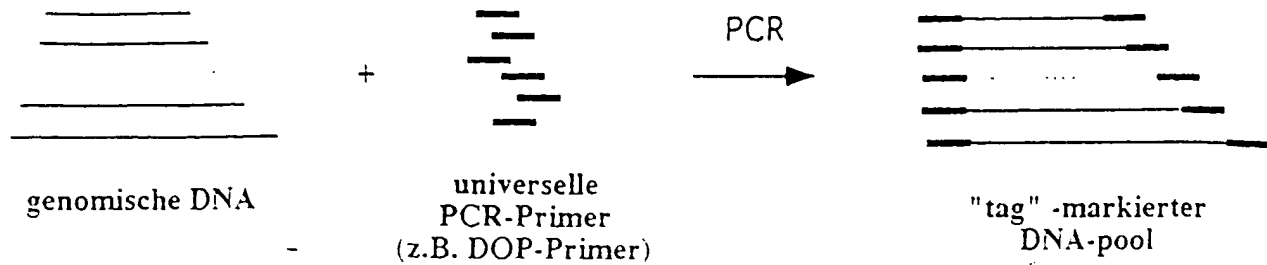 +
PCR
genomische DNA
universelle
PCR-Primer
(z.B. DOP-Primer)
"tag" -markierter
DNA-pool